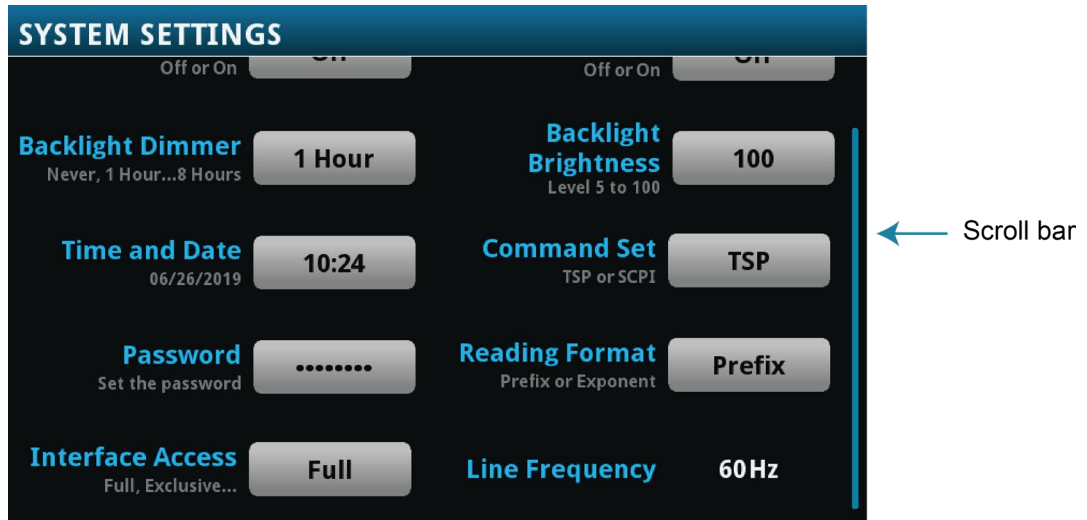 SYSTEM SETTINGS
Off or On
Off or On
Backlight Dimmer
Never, 1 Hour...8 Hours
1 Hour
Backlight
Brightness
Level 5 to 100
100
Scroll bar
Time and Date
06/26/2019
10:24
Command Set
TSP or SCPI
TSP
Password
Set the password
••••••••
Reading Format
Prefix or Exponent
Prefix
Interface Access
Full, Exclusive...
Full
Line Frequency
60Hz